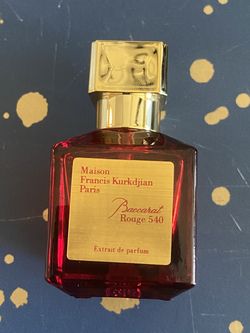 Maison
Francis Kurkdjian
Paris
Baccarat
Rouge 540
Extrait de parfum